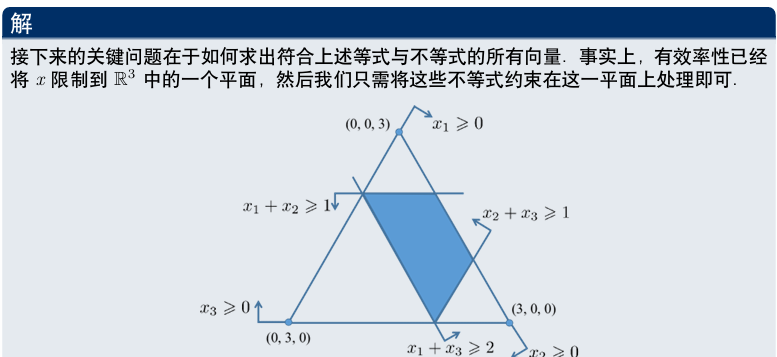 解
接下来的关键问题在于如何求出符合上述等式与不等式的所有向量. 事实上, 有效率性已经
将 x 限制到 ℝ³ 中的一个平面, 然后我们只需将这些不等式约束在这一平面上处理即可.
(0, 0, 3)
x₁ ⩾ 0
x₁ + x₂ ⩾ 1
x₂ + x₃ ⩾ 1
x₃ ⩾ 0
(3, 0, 0)
(0, 3, 0)
x₁ + x₃ ⩾ 2
x₂ ⩾ 0